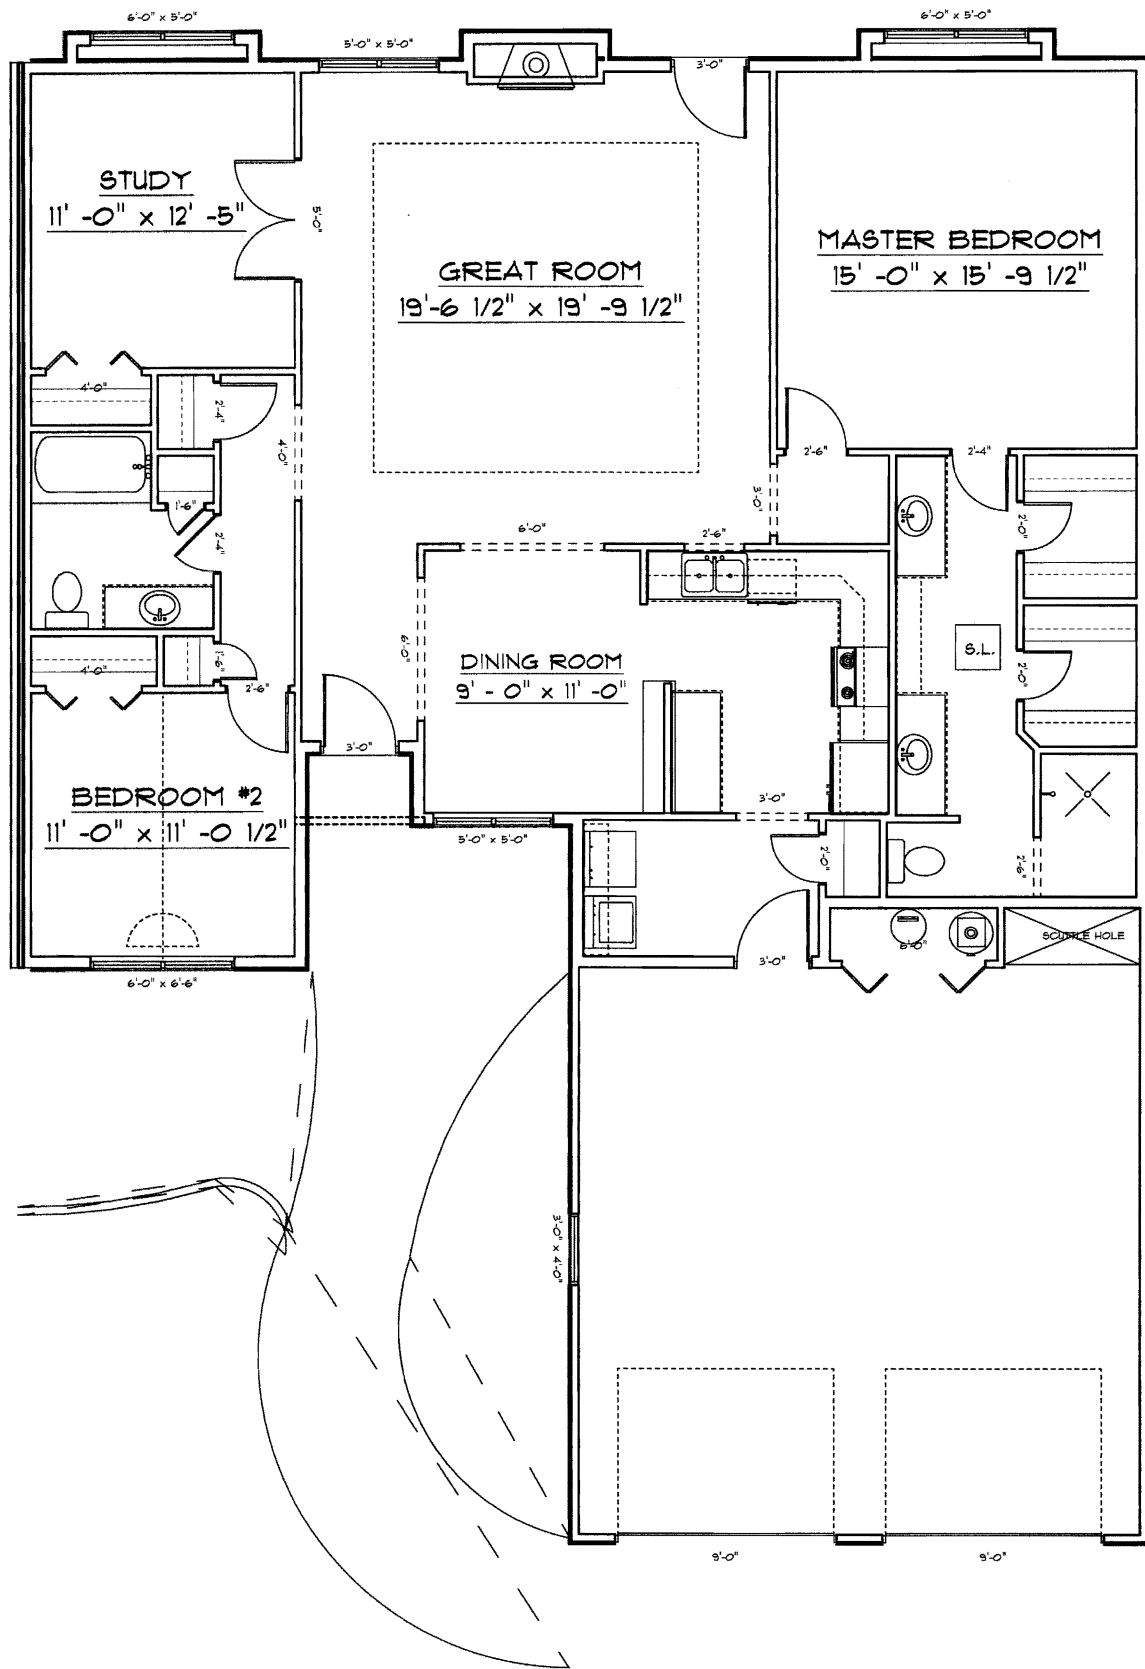 6'-0" x 5'-0"
6'-0" x 5'-0"
5'-0" x 5'-0"
3'-0"
STUDY
11' -0" x 12' -5"
5'-0"
GREAT ROOM
19'-6 1/2" x 19' -9 1/2"
MASTER BEDROOM
15' -0" x 15' -9 1/2"
4'-0"
2'-4"
4'-0"
2'-6"
2'-4"
1'-6"
3'-0"
2'-0"
2'-4"
6'-0"
2'-6"
S.L.
4'-0"
1'-6"
2'-6"
6'-0"
DINING ROOM
9' - 0" x 11' -0"
2'-0"
3'-0"
BEDROOM #2
11' -0" x 11' -0 1/2"
3'-0"
5'-0" x 5'-0"
2'-0"
2'-6"
6'-0"
SCUTTLE HOLE
3'-0"
6'-0" x 6'-6"
3'-0" x 4'-0"
9'-0"
9'-0"